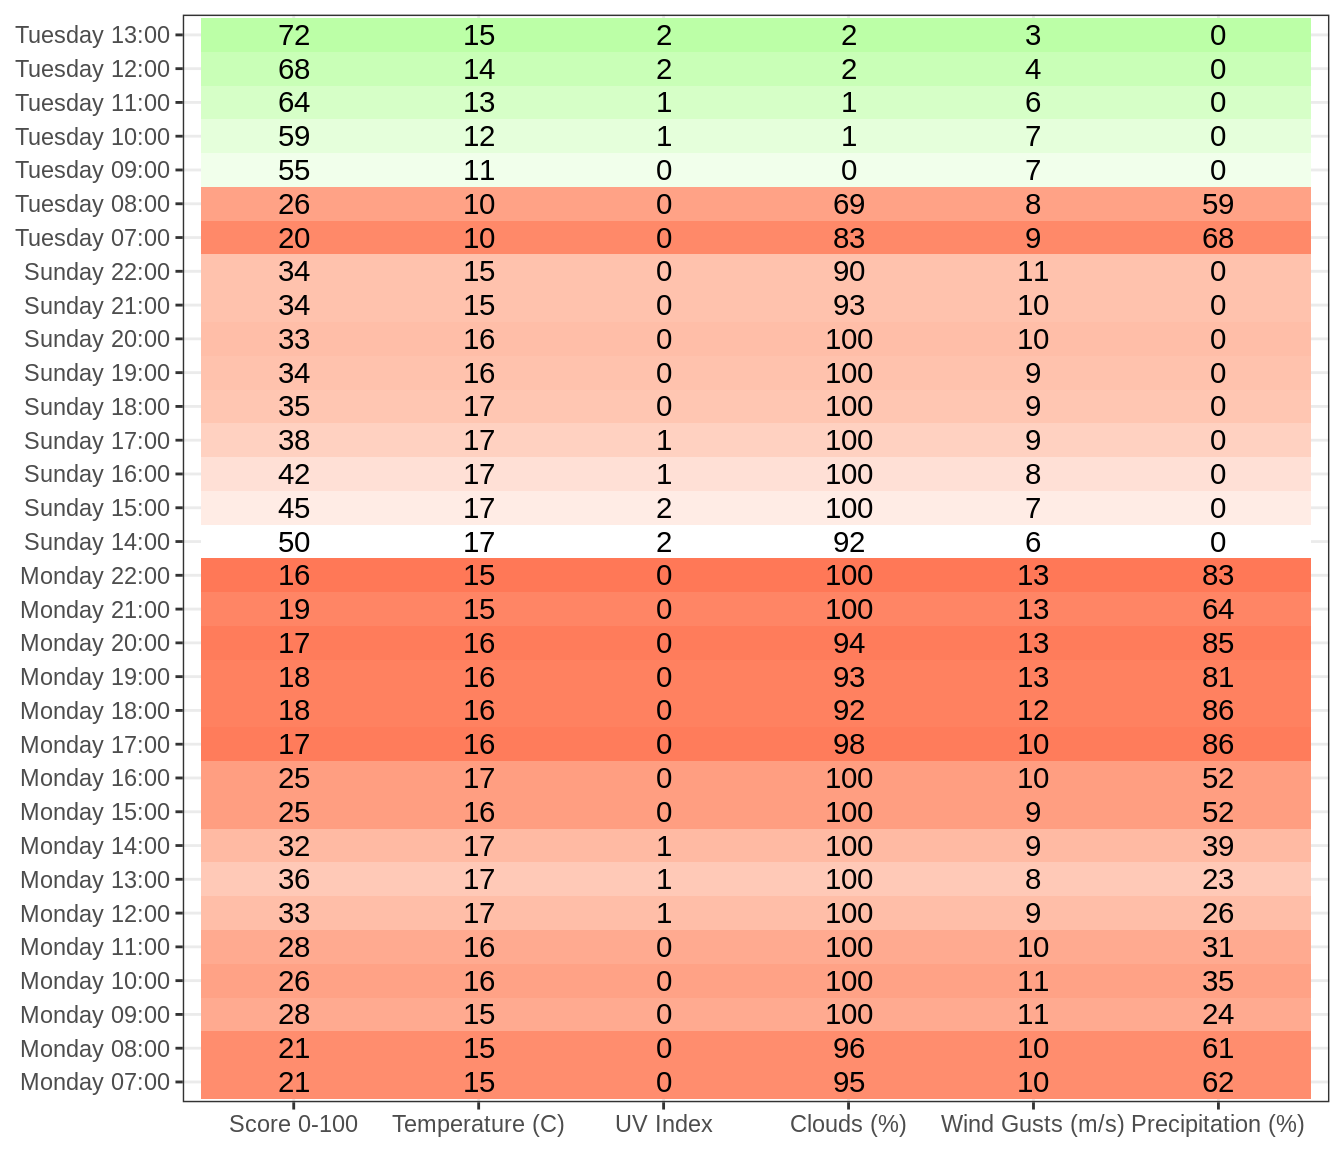 Tuesday 13:00 72 15 2 2 3 0
Tuesday 12:00 68 14 2 2 4 0
Tuesday 11:00 64 13 1 1 6 0
Tuesday 10:00 59 12 1 1 7 0
Tuesday 09:00 55 11 0 0 7 0
Tuesday 08:00 26 10 0 69 8 59
Tuesday 07:00 20 10 0 83 9 68
Sunday 22:00 34 15 0 90 11 0
Sunday 21:00 34 15 0 93 10 0
Sunday 20:00 33 16 0 100 10 0
Sunday 19:00 34 16 0 100 9 0
Sunday 18:00 35 17 0 100 9 0
Sunday 17:00 38 17 1 100 9 0
Sunday 16:00 42 17 1 100 8 0
Sunday 15:00 45 17 2 100 7 0
Sunday 14:00 50 17 2 92 6 0
Monday 22:00 16 15 0 100 13 83
Monday 21:00 19 15 0 100 13 64
Monday 20:00 17 16 0 94 13 85
Monday 19:00 18 16 0 93 13 81
Monday 18:00 18 16 0 92 12 86
Monday 17:00 17 16 0 98 10 86
Monday 16:00 25 17 0 100 10 52
Monday 15:00 25 16 0 100 9 52
Monday 14:00 32 17 1 100 9 39
Monday 13:00 36 17 1 100 8 23
Monday 12:00 33 17 1 100 9 26
Monday 11:00 28 16 0 100 10 31
Monday 10:00 26 16 0 100 11 35
Monday 09:00 28 15 0 100 11 24
Monday 08:00 21 15 0 96 10 61
Monday 07:00 21 15 0 95 10 62
Score 0-100 Temperature (C) UV Index Clouds (%) Wind Gusts (m/s) Precipitation (%)